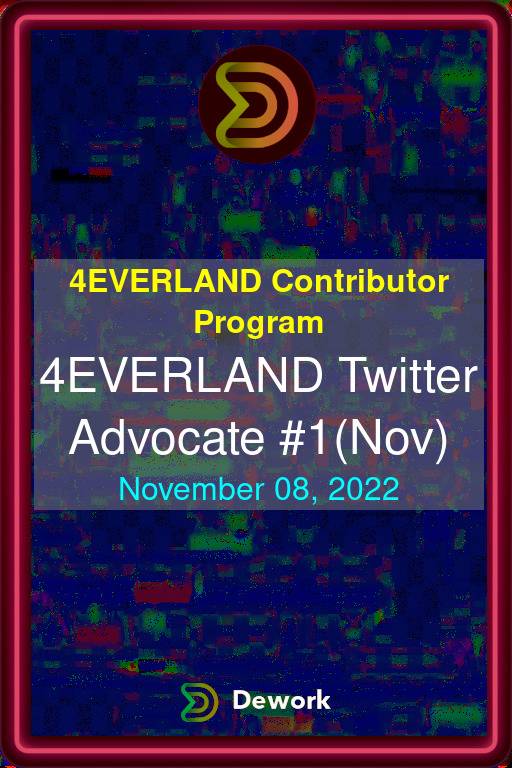 4EVERLAND Contributor
Program
4EVERLAND Twitter
Advocate #1(Nov)
November 08, 2022
Dework